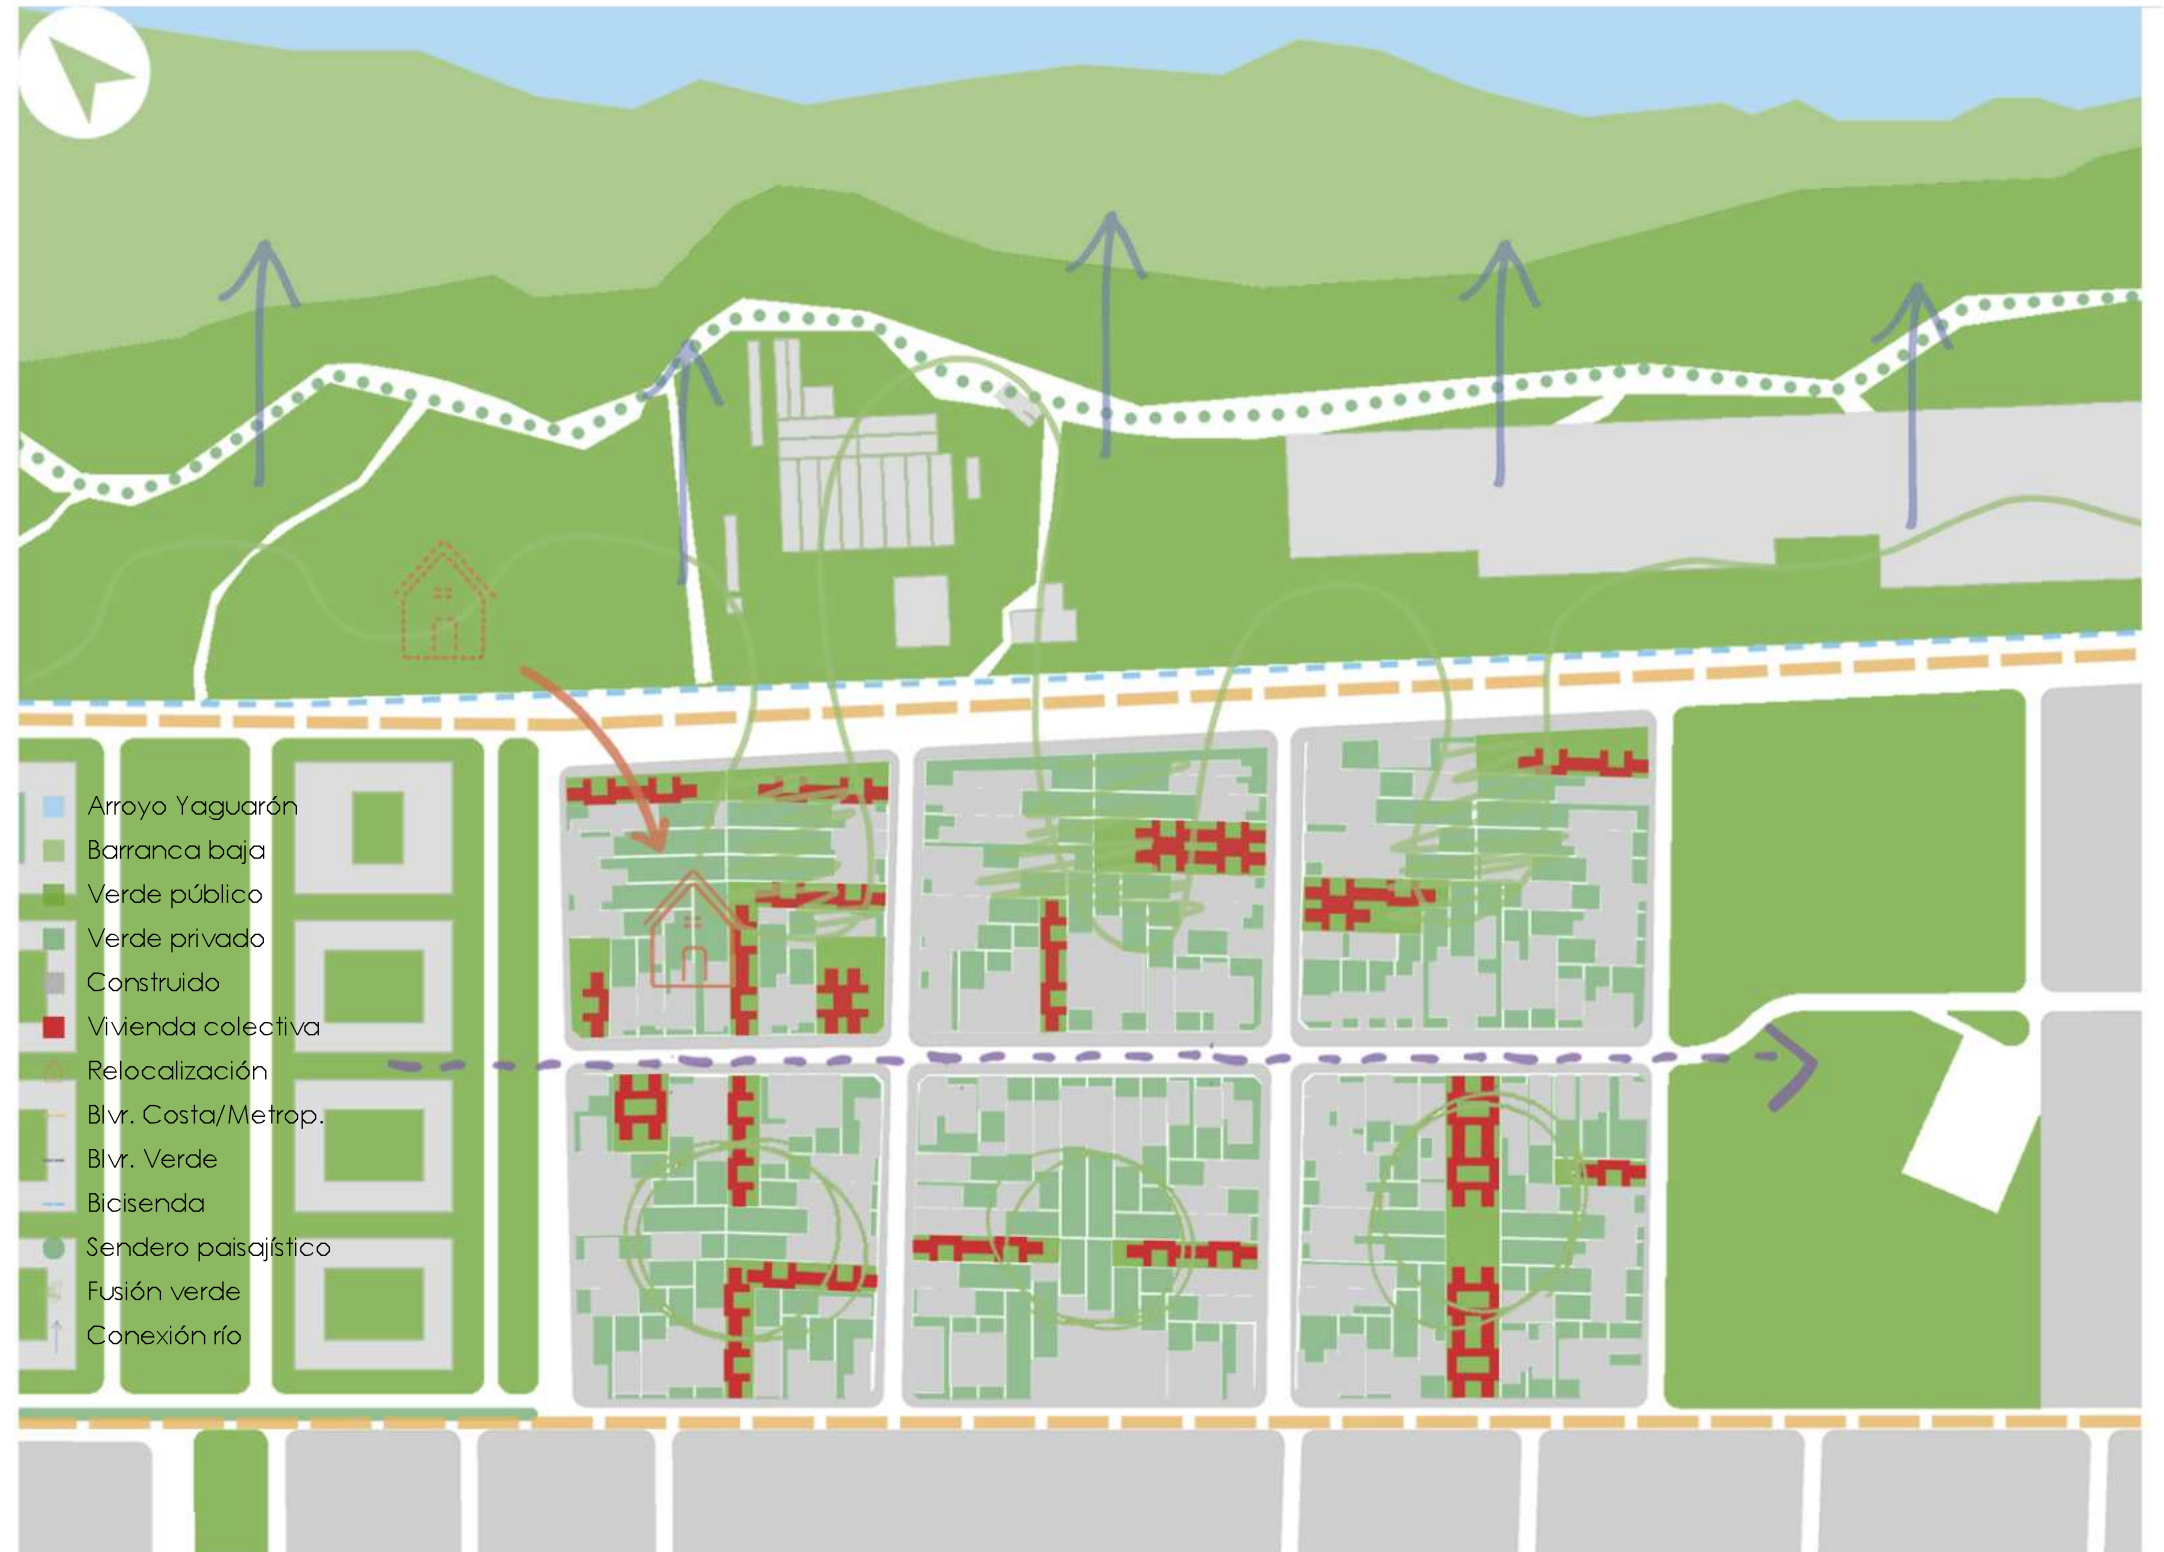 Arroyo Yaguarón
Barranca baja
Verde público
Verde privado
Construido
Vivienda colectiva
Relocalización
Blvr. Costa/Metrop.
Blvr. Verde
Bicisenda
Sendero paisajístico
Fusión verde
Conexión río